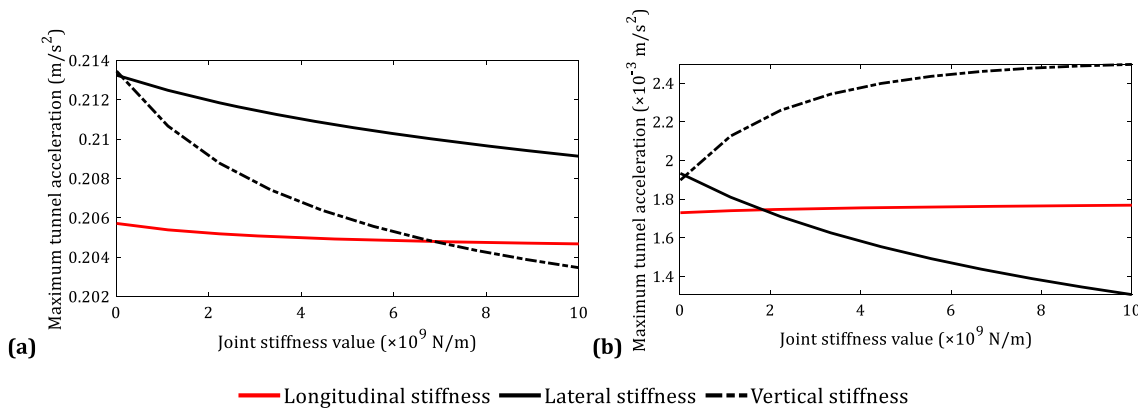 Maximum tunnel acceleration (m/s²)
0.214
0.212
0.21
0.208
0.206
0.204
0.202
0 2 4 6 8 10
Joint stiffness value (×10⁹ N/m)
(a)
Maximum tunnel acceleration (×10⁻³ m/s²)
2.4
2.2
2
1.8
1.6
1.4
0 2 4 6 8 10
Joint stiffness value (×10⁹ N/m)
(b)
Longitudinal stiffness Lateral stiffness Vertical stiffness